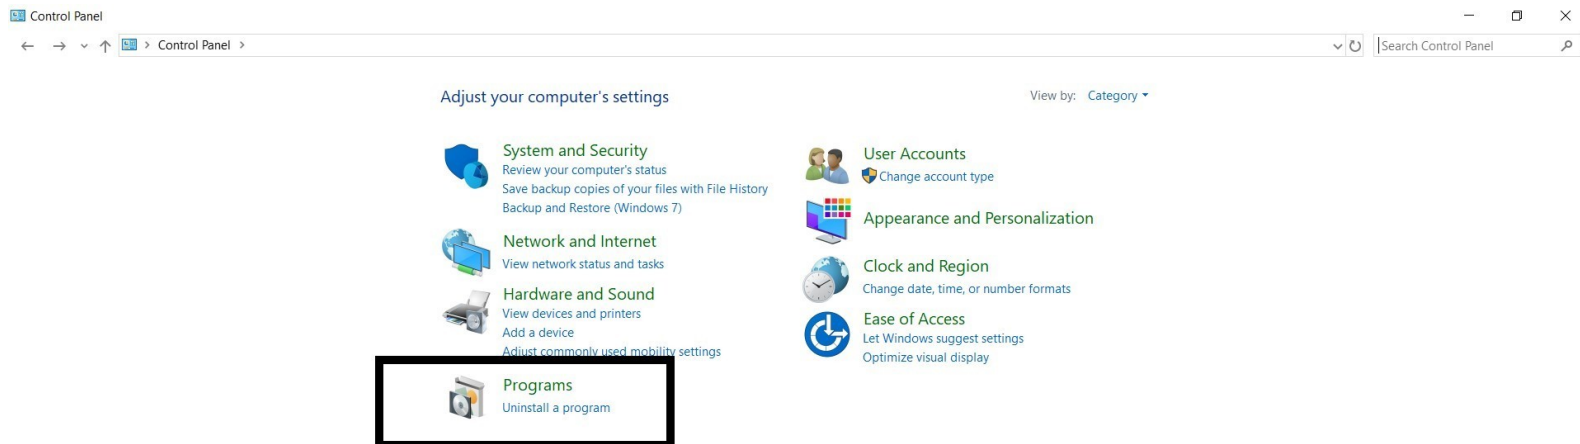 Control Panel
Control Panel
Search Control Panel
Adjust your computer's settings
View by: Category
System and Security
Review your computer's status
Save backup copies of your files with File History
Backup and Restore (Windows 7)
Network and Internet
View network status and tasks
Hardware and Sound
View devices and printers
Add a device
Adjust commonly used mobility settings
Programs
Uninstall a program
User Accounts
Change account type
Appearance and Personalization
Clock and Region
Change date, time, or number formats
Ease of Access
Let Windows suggest settings
Optimize visual display